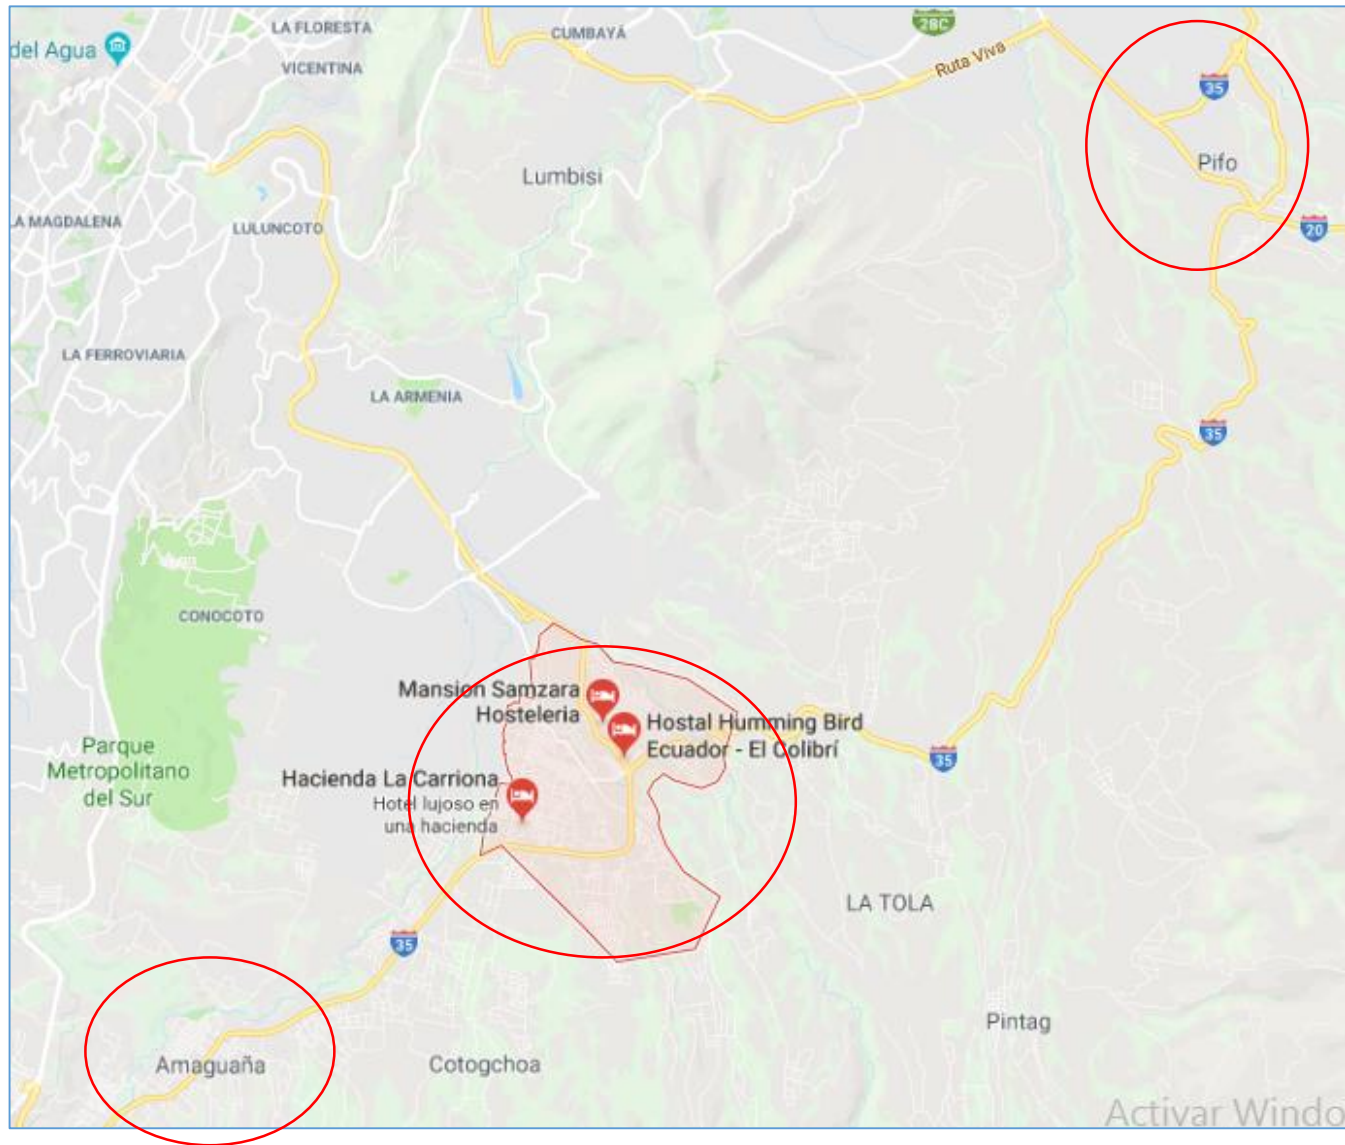 LA FLORESTA
28C
CUMBAYÁ
del Agua
VICENTINA
Ruta Viva
35
Pifo
Lumbisi
LA MAGDALENA
LULUNCOTO
20
LA FERROVIARIA
LA ARMENIA
35
CONOCOTO
Mansion Samzara
Hosteleria
Hostal Humming Bird
Ecuador - El Colibrí
Parque
Metropolitano
del Sur
35
Hacienda La Carriona
Hotel lujoso en
una hacienda
LA TOLA
35
Pintag
Amaguaña
Cotogchoa
Activar Windo